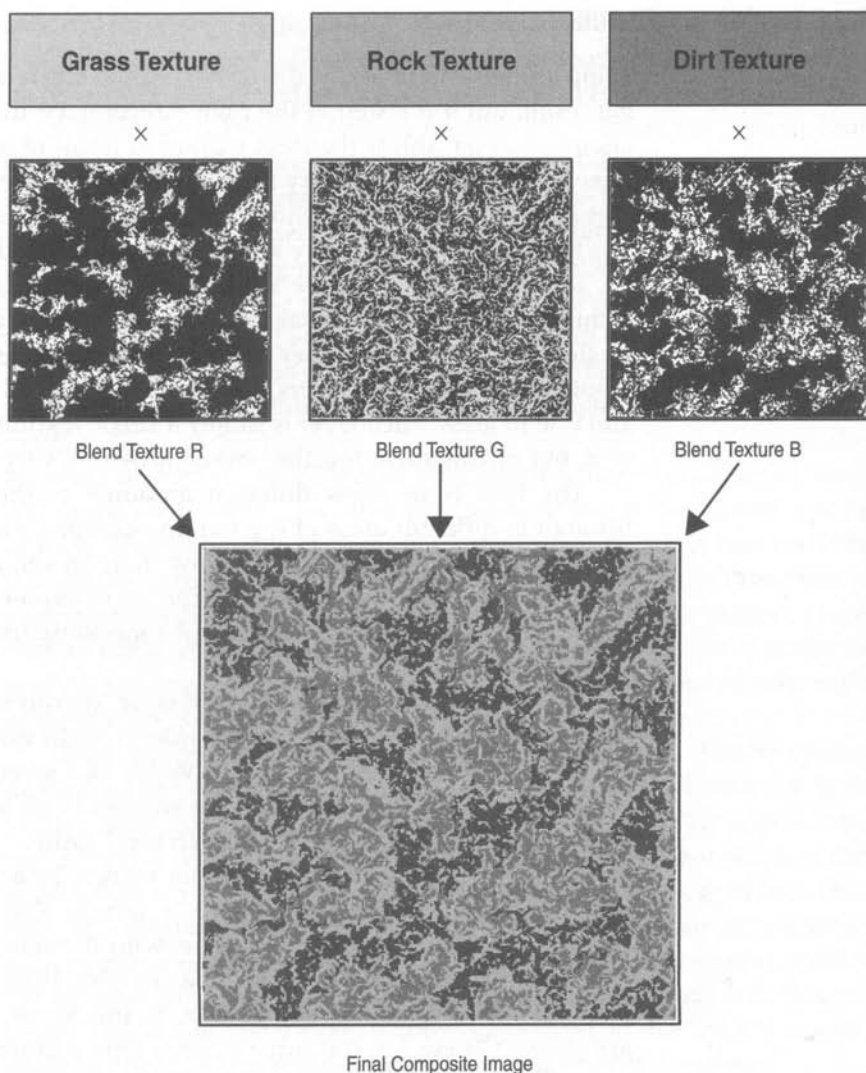 Grass Texture Rock Texture Dirt Texture
× × ×
Blend Texture R Blend Texture G Blend Texture B
Final Composite Image